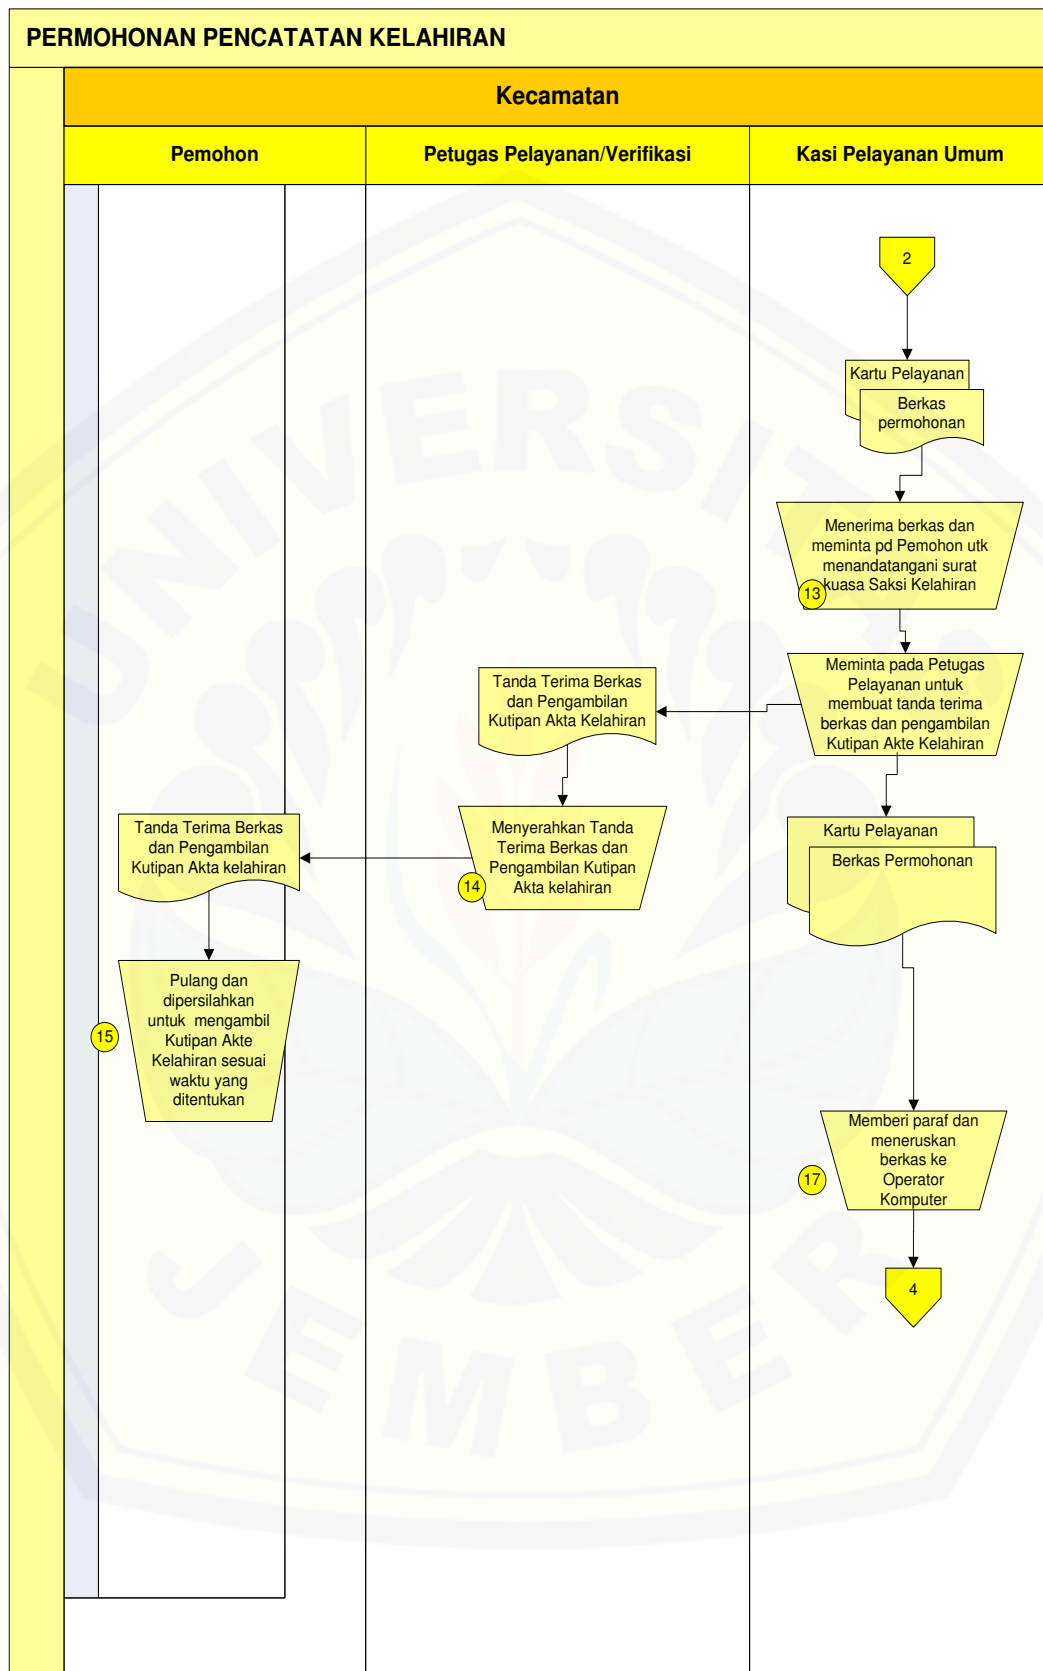 PERMOHONAN PENCATATAN KELAHIRAN
Kecamatan
Pemohon
Petugas Pelayanan/Verifikasi
Kasi Pelayanan Umum
2
Kartu Pelayanan
Berkas
permohonan
Menerima berkas dan
meminta pd Pemohon utk
menandatangani surat
kuasa Saksi Kelahiran
13
Meminta pada Petugas
Pelayanan untuk
membuat tanda terima
berkas dan pengambilan
Kutipan Akte Kelahiran
Tanda Terima Berkas
dan Pengambilan
Kutipan Akta Kelahiran
Menyerahkan Tanda
Terima Berkas dan
Pengambilan Kutipan
Akta kelahiran
14
Tanda Terima Berkas
dan Pengambilan
Kutipan Akta kelahiran
Kartu Pelayanan
Berkas Permohonan
Pulang dan
dipersilahkan
untuk mengambil
Kutipan Akte
Kelahiran sesuai
waktu yang
ditentukan
15
Memberi paraf dan
meneruskan
berkas ke
Operator
Komputer
17
4
UNIVERSITAS
JEMBER